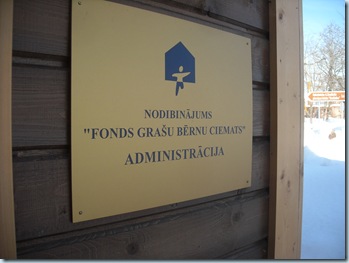 NODIBINĀJUMS
"FONDS GRAŠU BĒRNU CIEMATS"
ADMINISTRĀCIJA